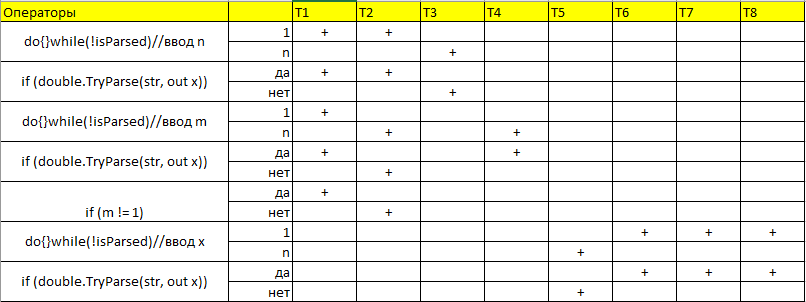 Операторы T1 T2 T3 T4 T5 T6 T7 T8
do{}while(!isParsed)//ввод n 1 + +
n +
if (double.TryParse(str, out x)) да + +
нет +
do{}while(!isParsed)//ввод m 1 +
n + +
if (double.TryParse(str, out x)) да + +
нет +
if (m != 1) да +
нет +
do{}while(!isParsed)//ввод x 1 + + +
n +
if (double.TryParse(str, out x)) да + + +
нет +